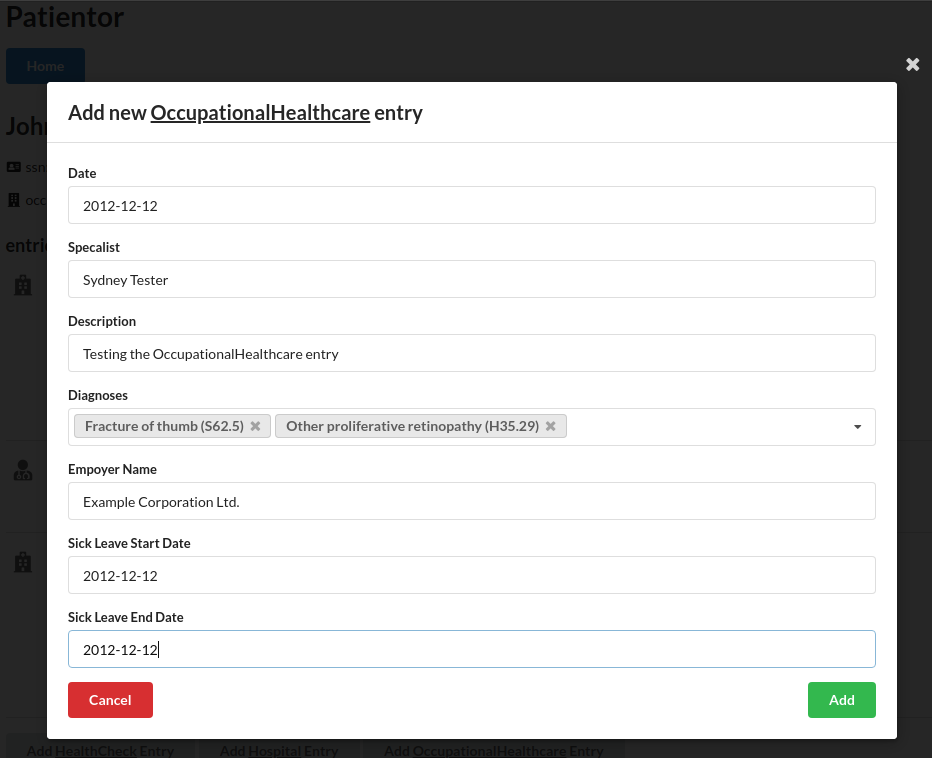 Patientor
Home
Add new OccupationalHealthcare entry
Joh
ssn
occ
entri
Date
2012-12-12
Specalist
Sydney Tester
Description
Testing the OccupationalHealthcare entry
Diagnoses
Fracture of thumb (S62.5) Other proliferative retinopathy (H35.29)
Empoyer Name
Example Corporation Ltd.
Sick Leave Start Date
2012-12-12
Sick Leave End Date
2012-12-12
Cancel Add
Add HealthCheck Entry Add Hospital Entry Add OccupationalHealthcare Entry